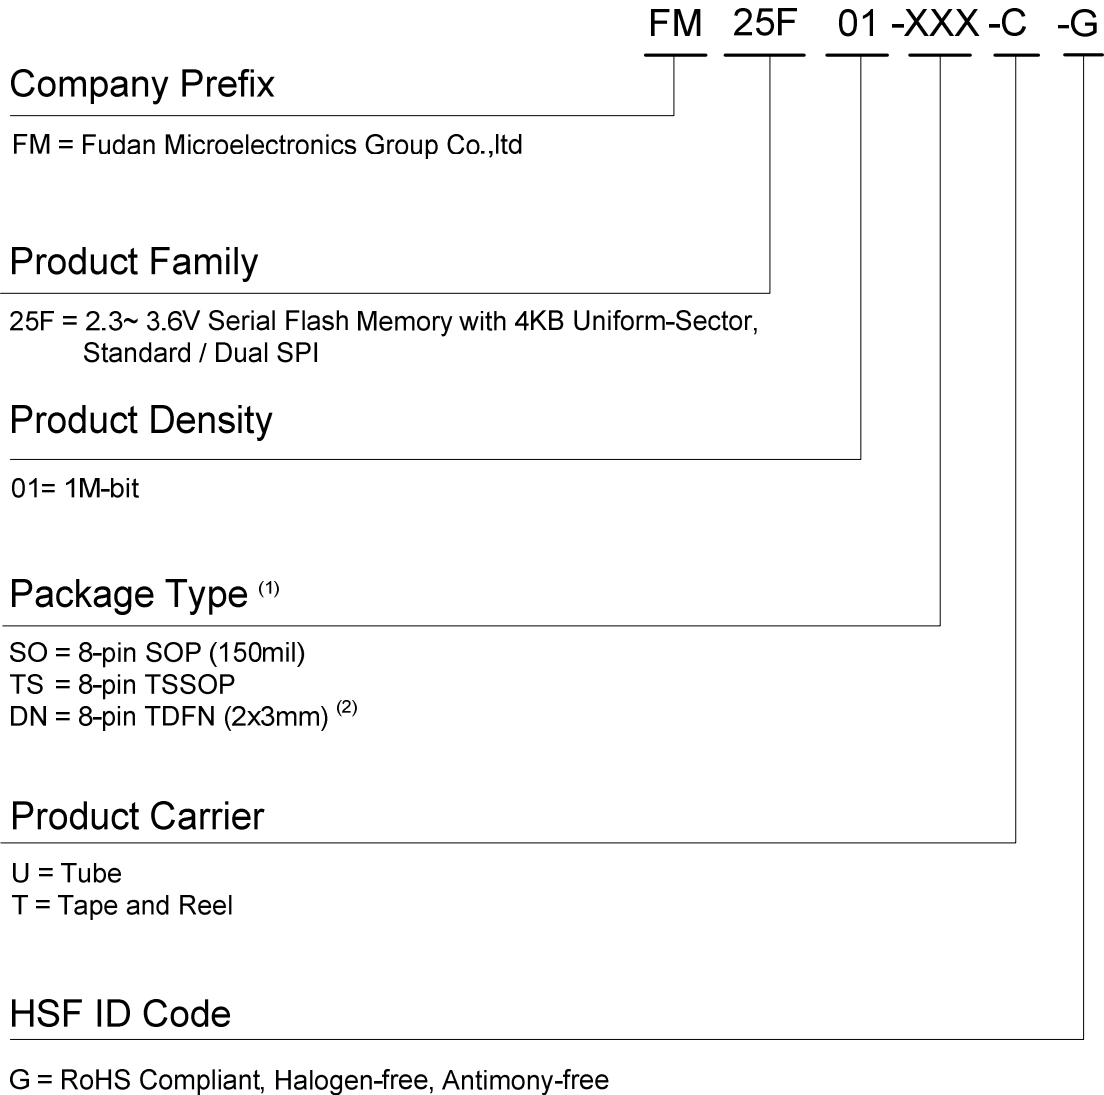 FM 25F 01 -XXX -C -G
Company Prefix
FM = Fudan Microelectronics Group Co.,ltd
Product Family
25F = 2.3~ 3.6V Serial Flash Memory with 4KB Uniform-Sector,
Standard / Dual SPI
Product Density
01= 1M-bit
Package Type (1)
SO = 8-pin SOP (150mil)
TS = 8-pin TSSOP
DN = 8-pin TDFN (2x3mm) (2)
Product Carrier
U = Tube
T = Tape and Reel
HSF ID Code
G = RoHS Compliant, Halogen-free, Antimony-free